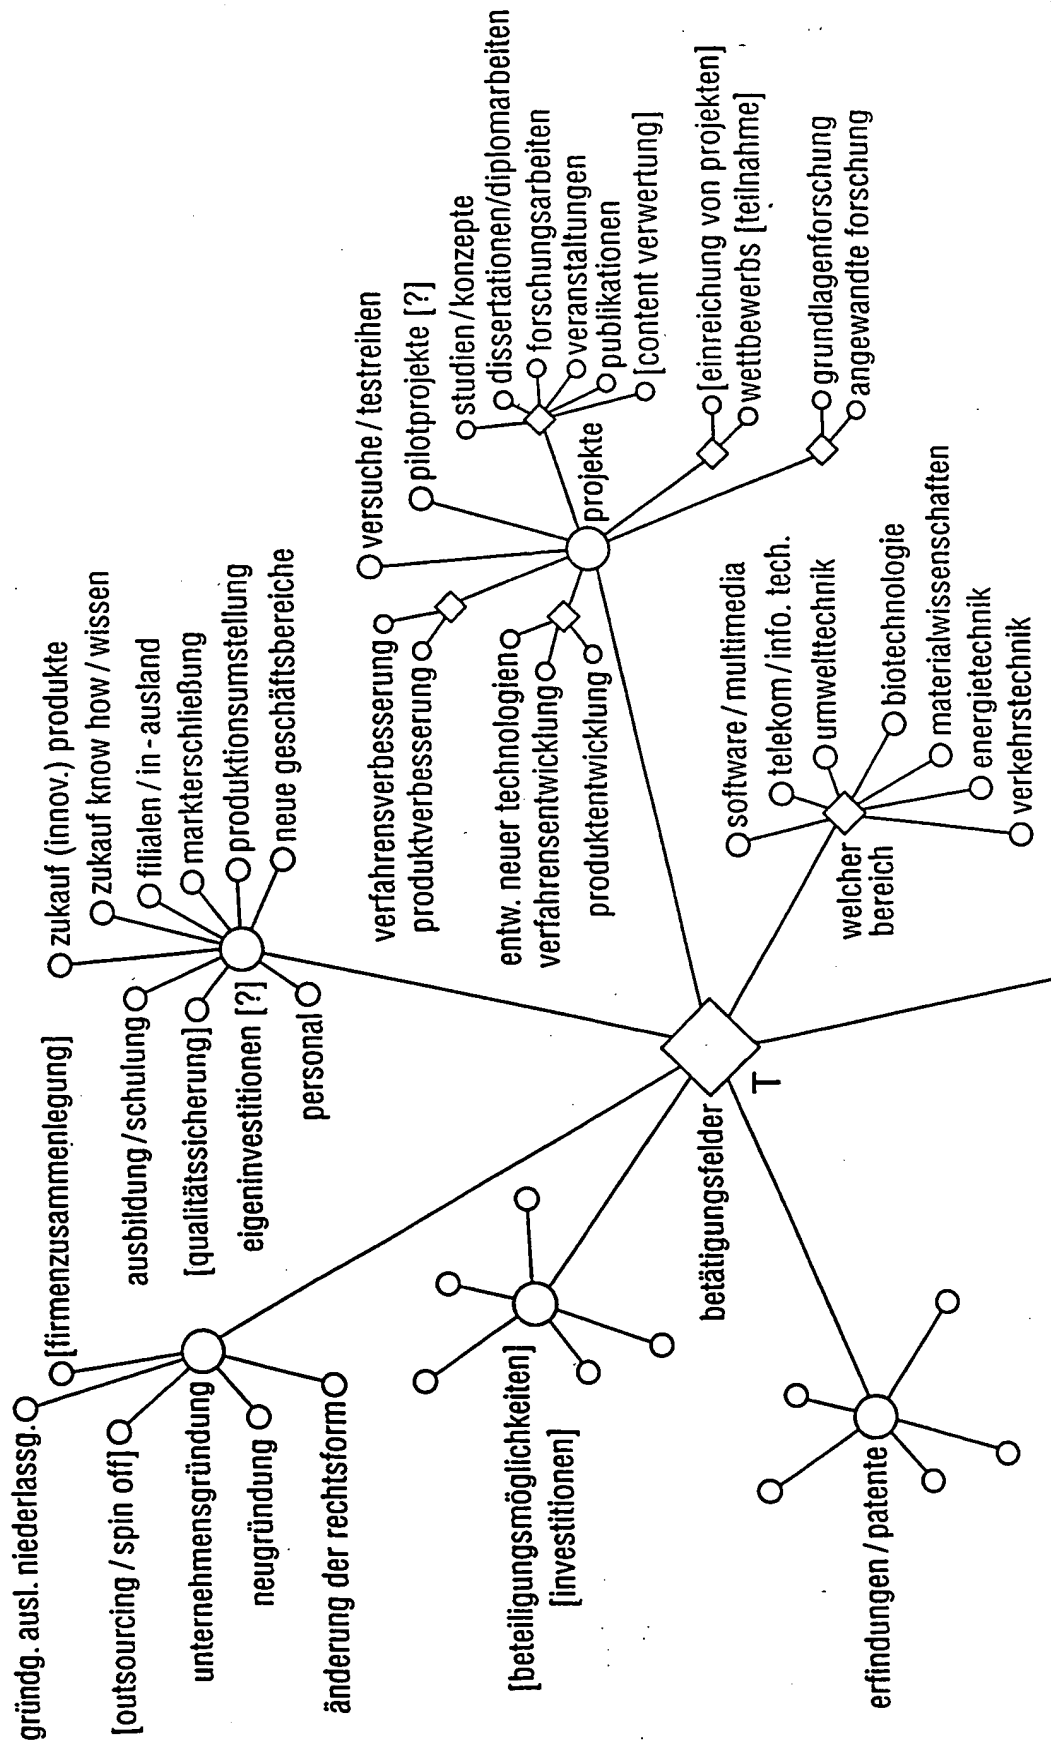 gründg. ausl. niederlassg.
[firmenzusammenlegung]
[outsourcing / spin off]
unternehmensgründung
neugründung
änderung der rechtsform
zukauf (innov.) produkte
zukauf know how / wissen
filialen / in-ausland
markterschließung
produktionsumstellung
neue geschäftsbereiche
ausbildung / schulung
[qualitätssicherung]
eigeninvestitionen [?]
personal
versuche / testreihen
pilotprojekte [?]
studien / konzepte
dissertationen/diplomarbeiten
forschungsarbeiten
veranstaltungen
publikationen
[content verwertung]
[einreichung von projekten]
wettbewerbs [teilnahme]
grundlagenforschung
angewandte forschung
projekte
verfahrensverbesserung
produktverbesserung
entw. neuer technologien
verfahrensentwicklung
produktentwicklung
software / multimedia
telekom / info. tech.
umwelttechnik
biotechnologie
materialwissenschaften
energietechnik
verkehrstechnik
welcher
bereich
[beteiligungsmöglichkeiten]
[investitionen]
betätigungsfelder
T
erfindungen / patente